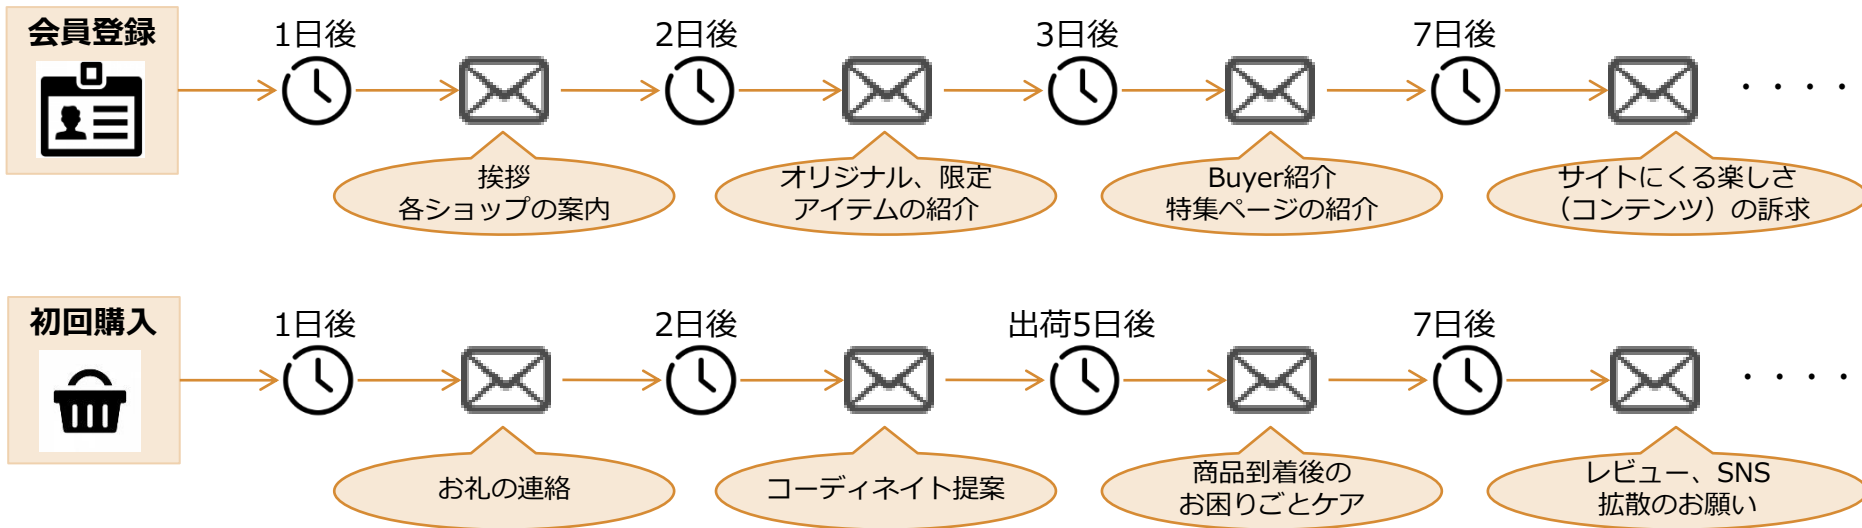 会員登録
1日後
2日後
3日後
7日後
・・・・
挨拶
各ショップの案内
オリジナル、限定
アイテムの紹介
Buyer紹介
特集ページの紹介
サイトにくる楽しさ
（コンテンツ）の訴求
初回購入
1日後
2日後
出荷5日後
7日後
・・・・
お礼の連絡
コーディネイト提案
商品到着後の
お困りごとケア
レビュー、SNS
拡散のお願い